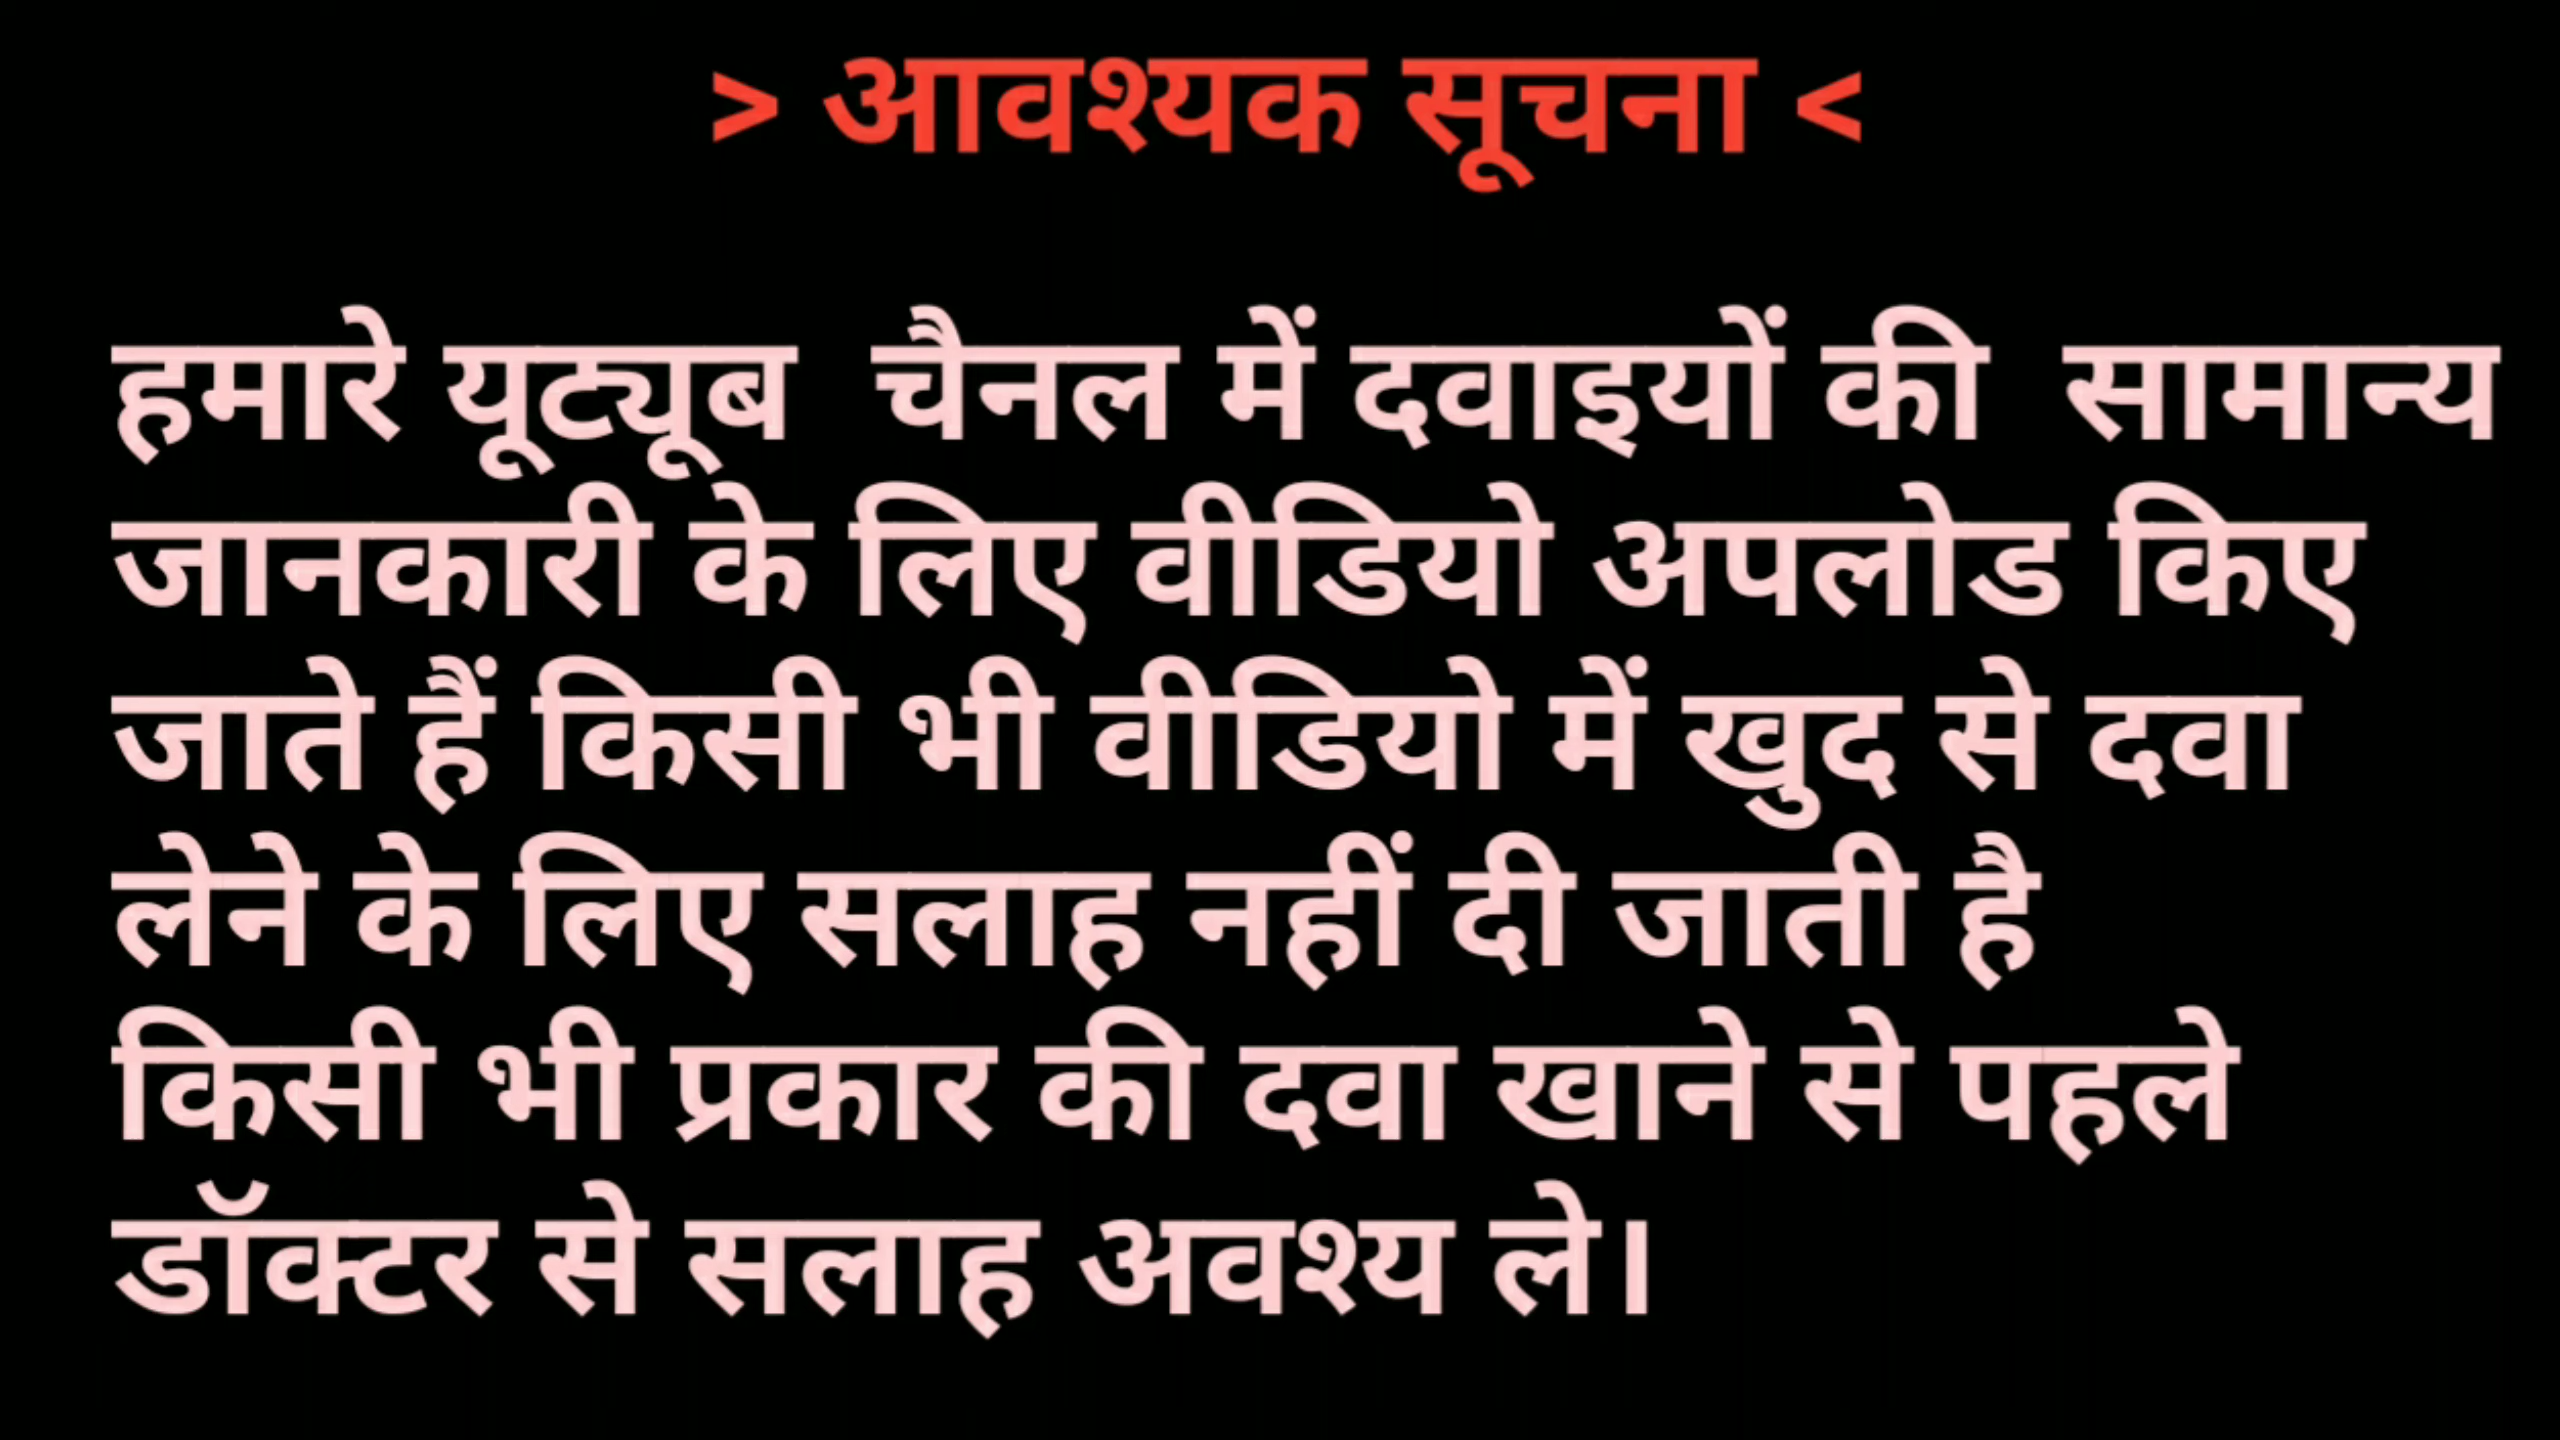 > आवश्यक सूचना <
हमारे यूट्यूब  चैनल में दवाइयों की  सामान्य
जानकारी के लिए वीडियो अपलोड किए
जाते हैं किसी भी वीडियो में खुद से दवा
लेने के लिए सलाह नहीं दी जाती है
किसी भी प्रकार की दवा खाने से पहले
डॉक्टर से सलाह अवश्य ले।